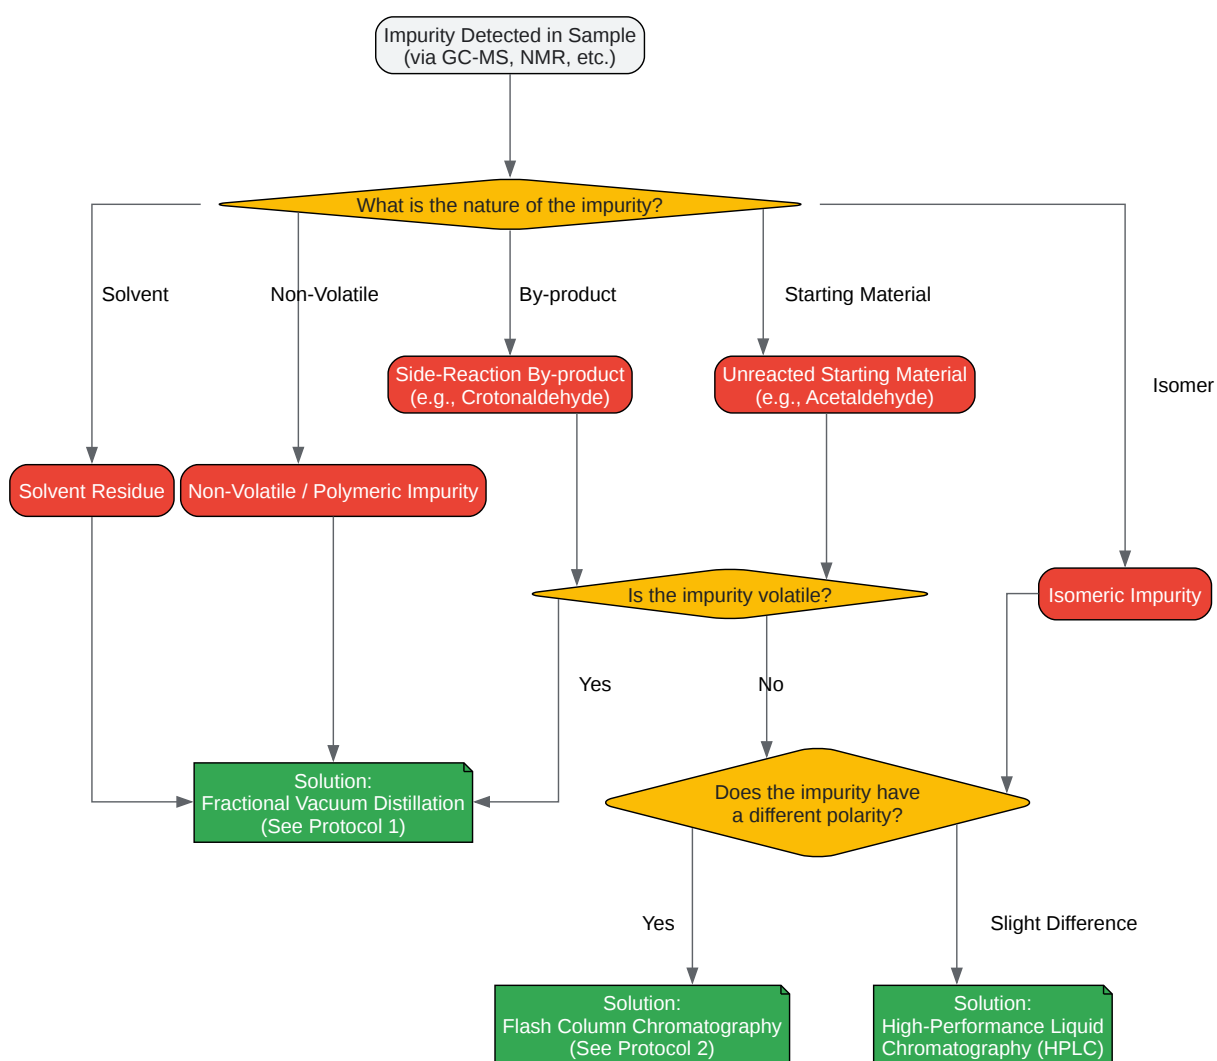 Impurity Detected in Sample
(via GC-MS, NMR, etc.)
What is the nature of the impurity?
Solvent
Non-Volatile
By-product
Starting Material
Side-Reaction By-product
(e.g., Crotonaldehyde)
Unreacted Starting Material
(e.g., Acetaldehyde)
Isomer
Solvent Residue
Non-Volatile / Polymeric Impurity
Is the impurity volatile?
Isomeric Impurity
Yes
No
Solution:
Fractional Vacuum Distillation
(See Protocol 1)
Does the impurity have
a different polarity?
Yes
Slight Difference
Solution:
Flash Column Chromatography
(See Protocol 2)
Solution:
High-Performance Liquid
Chromatography (HPLC)